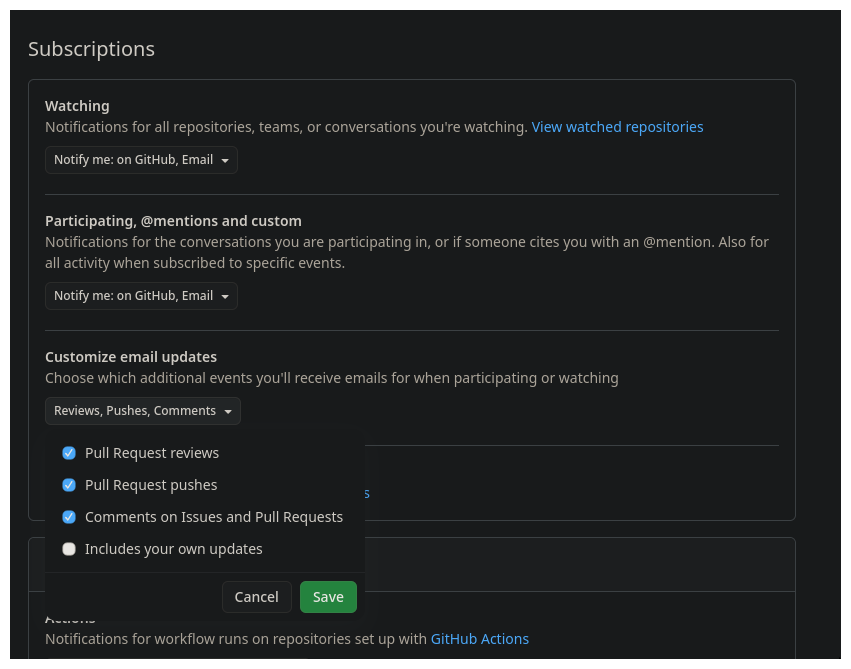 Subscriptions
Watching
Notifications for all repositories, teams, or conversations you're watching. View watched repositories
Notify me: on GitHub, Email
Participating, @mentions and custom
Notifications for the conversations you are participating in, or if someone cites you with an @mention. Also for
all activity when subscribed to specific events.
Notify me: on GitHub, Email
Customize email updates
Choose which additional events you'll receive emails for when participating or watching
Reviews, Pushes, Comments
Pull Request reviews
Pull Request pushes
Comments on Issues and Pull Requests
Includes your own updates
Cancel Save
Actions
Notifications for workflow runs on repositories set up with GitHub Actions